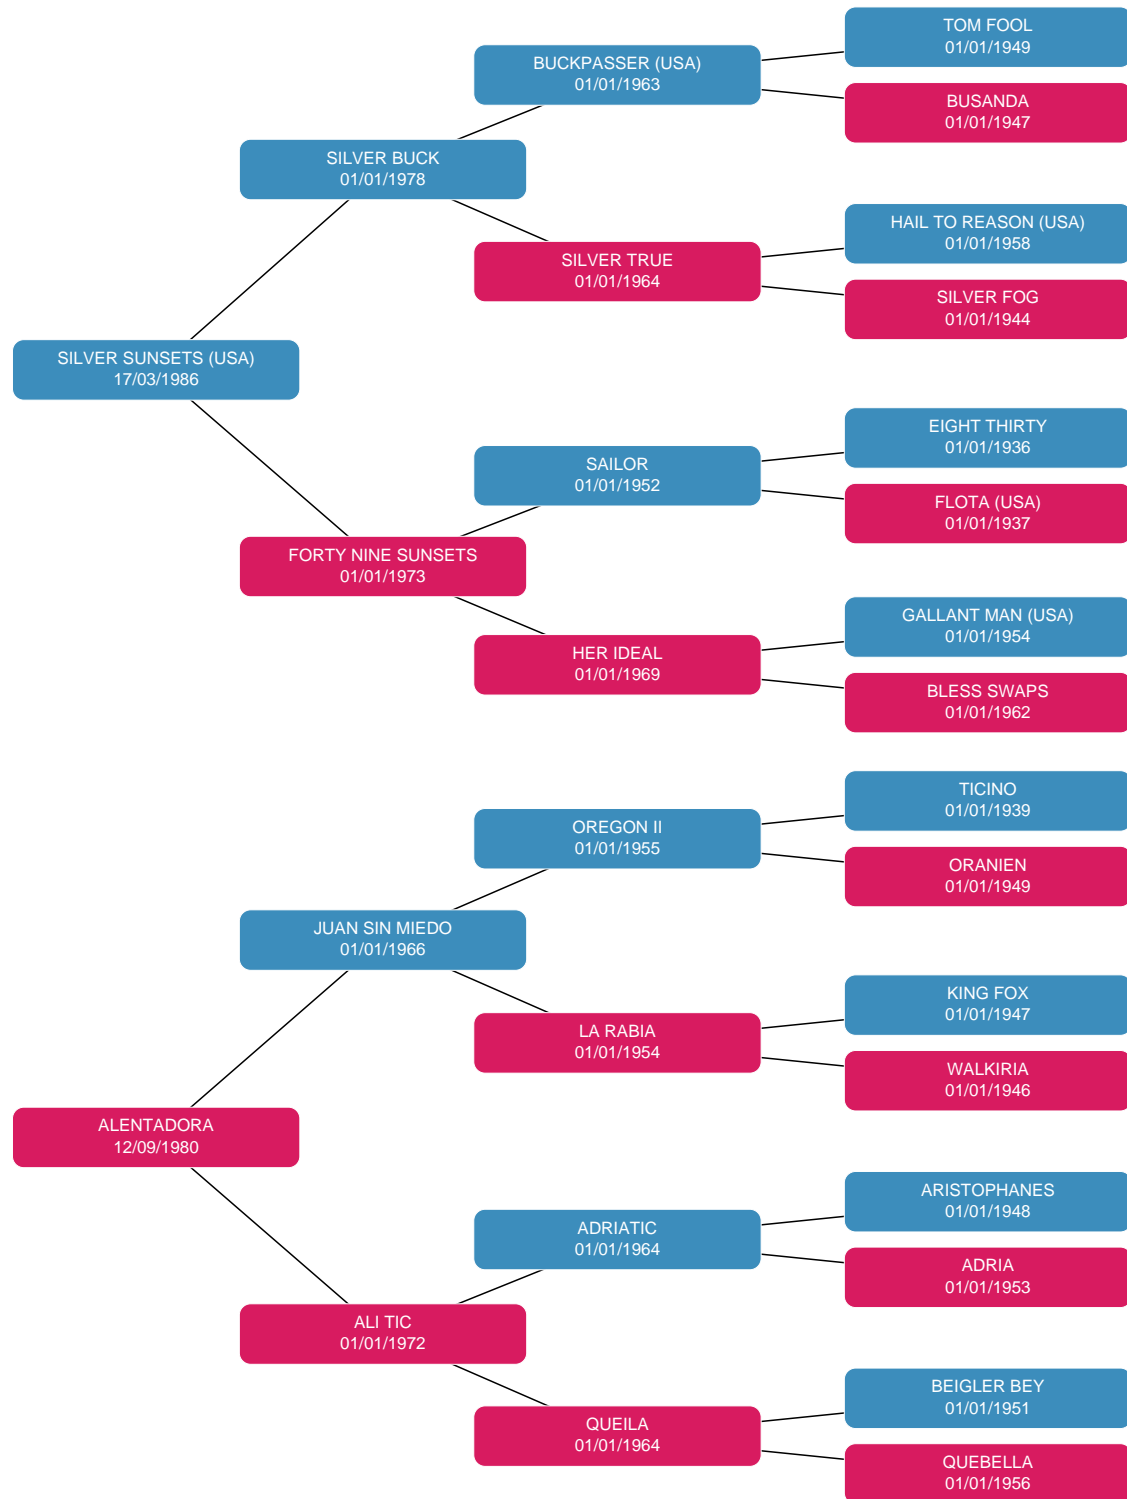 TOM FOOL
01/01/1949
BUCKPASSER (USA)
01/01/1963
BUSANDA
01/01/1947
SILVER BUCK
01/01/1978
HAIL TO REASON (USA)
01/01/1958
SILVER TRUE
01/01/1964
SILVER FOG
01/01/1944
SILVER SUNSETS (USA)
17/03/1986
EIGHT THIRTY
01/01/1936
SAILOR
01/01/1952
FLOTA (USA)
01/01/1937
FORTY NINE SUNSETS
01/01/1973
GALLANT MAN (USA)
01/01/1954
HER IDEAL
01/01/1969
BLESS SWAPS
01/01/1962
TICINO
01/01/1939
OREGON II
01/01/1955
ORANIEN
01/01/1949
JUAN SIN MIEDO
01/01/1966
KING FOX
01/01/1947
LA RABIA
01/01/1954
WALKIRIA
01/01/1946
ALENTADORA
12/09/1980
ARISTOPHANES
01/01/1948
ADRIATIC
01/01/1964
ADRIA
01/01/1953
ALI TIC
01/01/1972
BEIGLER BEY
01/01/1951
QUEILA
01/01/1964
QUEBELLA
01/01/1956